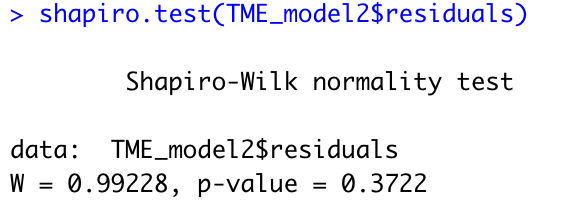 > shapiro.test(TME_model2$residuals)
Shapiro-Wilk normality test
data:  TME_model2$residuals
W = 0.99228, p-value = 0.3722